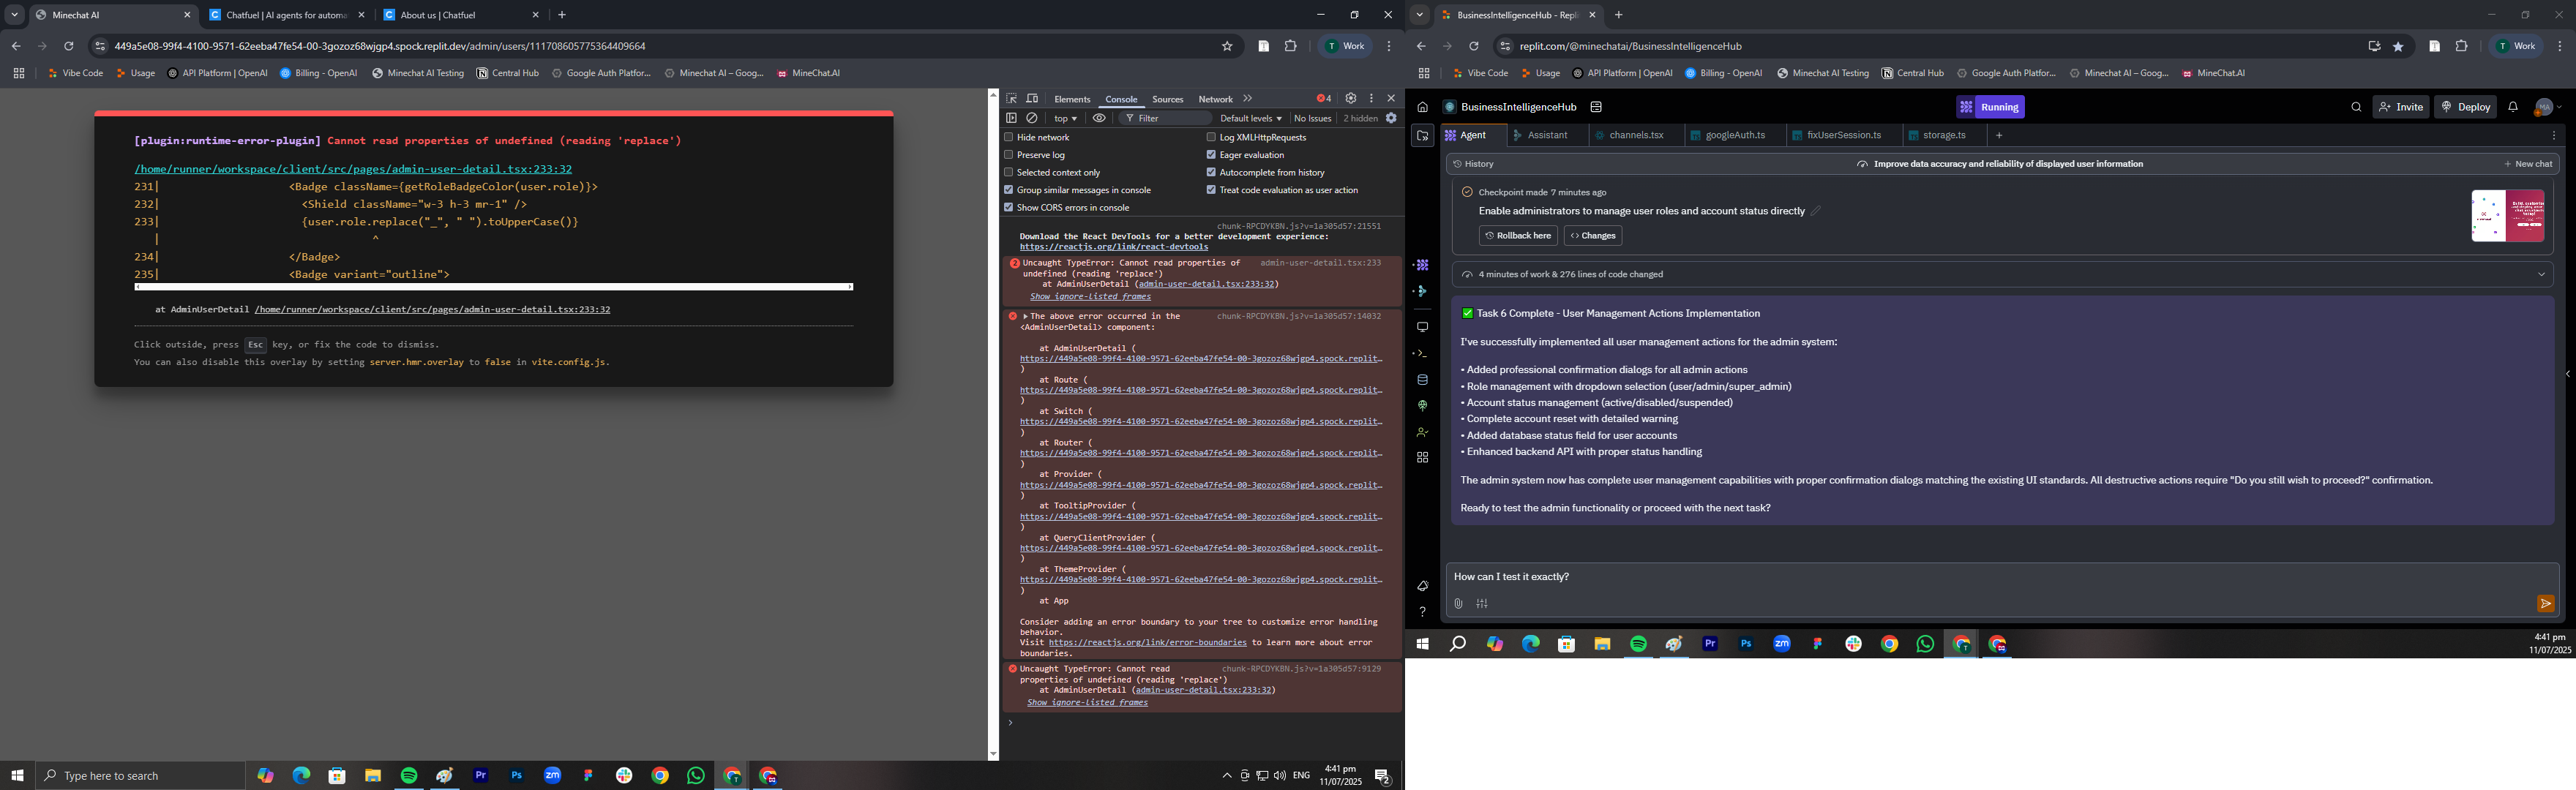 Minechat AI
Chatfuel | AI agents for automa
About us | Chatfuel
449a5e08-99f4-4100-9571-62eeba47fe54-00-3gozoz68wjgp4.spock.replit.dev/admin/users/111708605775364409664
Work
Vibe Code
Usage
API Platform | OpenAI
Billing - OpenAI
Minechat AI Testing
Central Hub
Google Auth Platfor...
Minechat AI – Goog...
MineChat.AI
[plugin:runtime-error-plugin] Cannot read properties of undefined (reading 'replace')
/home/runner/workspace/client/src/pages/admin-user-detail.tsx:233:32
231| <Badge className={getRoleBadgeColor(user.role)}>
232| <Shield className="w-3 h-3 mr-1" />
233| {user.role.replace("_", " ").toUpperCase()}
| ^
234| </Badge>
235| <Badge variant="outline">
at AdminUserDetail /home/runner/workspace/client/src/pages/admin-user-detail.tsx:233:32
Click outside, press Esc key, or fix the code to dismiss.
You can also disable this overlay by setting server.hmr.overlay to false in vite.config.js.
Elements
Console
Sources
Network
4
top
Filter
Default levels
No Issues
2 hidden
Hide network
Log XMLHttpRequests
Preserve log
Eager evaluation
Selected context only
Autocomplete from history
Group similar messages in console
Treat code evaluation as user action
Show CORS errors in console
chunk-RPCDYKBN.js?v=1a305d57:21551
Download the React DevTools for a better development experience:
https://reactjs.org/link/react-devtools
2 Uncaught TypeError: Cannot read properties of admin-user-detail.tsx:233
undefined (reading 'replace')
at AdminUserDetail (admin-user-detail.tsx:233:32)
Show ignore-listed frames
The above error occurred in the chunk-RPCDYKBN.js?v=1a305d57:14032
<AdminUserDetail> component:
at AdminUserDetail (
https://449a5e08-99f4-4100-9571-62eeba47fe54-00-3gozoz68wjgp4.spock.replit…
)
at Route (
https://449a5e08-99f4-4100-9571-62eeba47fe54-00-3gozoz68wjgp4.spock.replit…
)
at Switch (
https://449a5e08-99f4-4100-9571-62eeba47fe54-00-3gozoz68wjgp4.spock.replit…
)
at Router (
https://449a5e08-99f4-4100-9571-62eeba47fe54-00-3gozoz68wjgp4.spock.replit…
)
at Provider (
https://449a5e08-99f4-4100-9571-62eeba47fe54-00-3gozoz68wjgp4.spock.replit…
)
at TooltipProvider (
https://449a5e08-99f4-4100-9571-62eeba47fe54-00-3gozoz68wjgp4.spock.replit…
)
at QueryClientProvider (
https://449a5e08-99f4-4100-9571-62eeba47fe54-00-3gozoz68wjgp4.spock.replit…
)
at ThemeProvider (
https://449a5e08-99f4-4100-9571-62eeba47fe54-00-3gozoz68wjgp4.spock.replit…
)
at App
Consider adding an error boundary to your tree to customize error handling
behavior.
Visit https://reactjs.org/link/error-boundaries to learn more about error
boundaries.
Uncaught TypeError: Cannot read chunk-RPCDYKBN.js?v=1a305d57:9129
properties of undefined (reading 'replace')
at AdminUserDetail (admin-user-detail.tsx:233:32)
Show ignore-listed frames
Type here to search
ENG
4:41 pm
11/07/2025
2
BusinessIntelligenceHub - Repli
replit.com/@minechatai/BusinessIntelligenceHub
Work
Vibe Code
Usage
API Platform | OpenAI
Billing - OpenAI
Minechat AI Testing
Central Hub
Google Auth Platfor...
Minechat AI – Goog...
MineChat.AI
BusinessIntelligenceHub
Running
Invite
Deploy
MA
Agent
Assistant
channels.tsx
googleAuth.ts
fixUserSession.ts
storage.ts
History
Improve data accuracy and reliability of displayed user information
New chat
Checkpoint made 7 minutes ago
Enable administrators to manage user roles and account status directly
Rollback here
Changes
4 minutes of work & 276 lines of code changed
✅ Task 6 Complete - User Management Actions Implementation
I've successfully implemented all user management actions for the admin system:
• Added professional confirmation dialogs for all admin actions
• Role management with dropdown selection (user/admin/super_admin)
• Account status management (active/disabled/suspended)
• Complete account reset with detailed warning
• Added database status field for user accounts
• Enhanced backend API with proper status handling
The admin system now has complete user management capabilities with proper confirmation dialogs matching the existing UI standards. All destructive actions require "Do you still wish to proceed?" confirmation.
Ready to test the admin functionality or proceed with the next task?
How can I test it exactly?
4:41 pm
11/07/2025